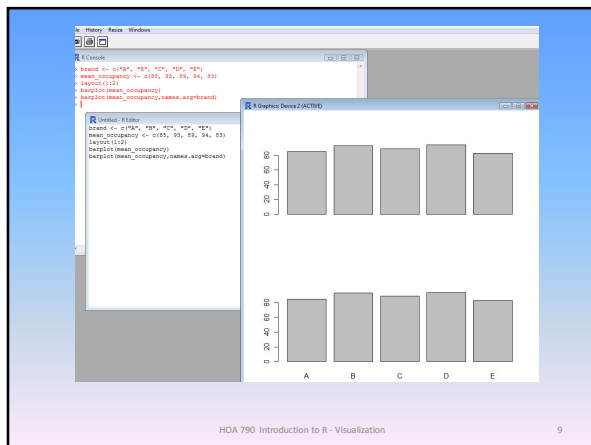 le History Resize Windows
R Console
> brand <- c("A", "B", "C", "D", "E")
> mean_occupancy <- c(85, 93, 89, 94, 83)
> layout(1:2)
> barplot(mean_occupancy)
> barplot(mean_occupancy,names.arg=brand)
>
Untitled - R Editor
brand <- c("A", "B", "C", "D", "E")
mean_occupancy <- c(85, 93, 89, 94, 83)
layout(1:2)
barplot(mean_occupancy)
barplot(mean_occupancy,names.arg=brand)
R Graphics: Device 2 (ACTIVE)
80
60
40
20
0
80
60
40
20
0
A B C D E
HOA 790 Introduction to R - Visualization 9